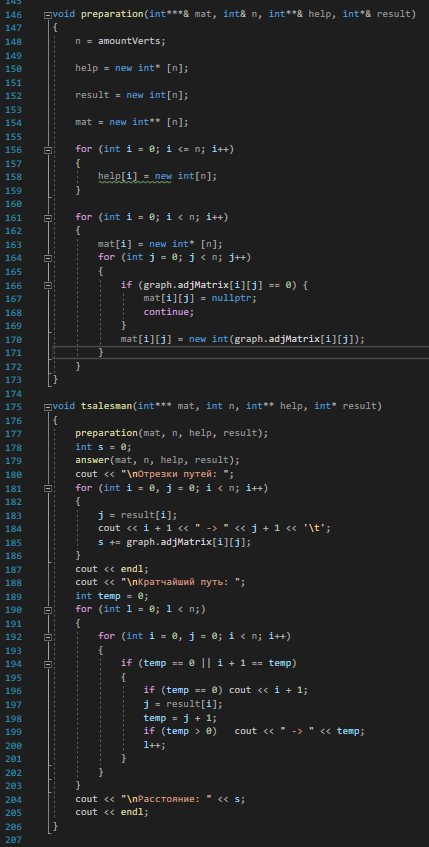 145
146 void preparation(int***& mat, int& n, int**& help, int*& result)
147 {
148 n = amountVerts;
149
150 help = new int* [n];
151
152 result = new int[n];
153
154 mat = new int** [n];
155
156 for (int i = 0; i <= n; i++)
157 {
158 help[i] = new int[n];
159 }
160
161 for (int i = 0; i < n; i++)
162 {
163 mat[i] = new int* [n];
164 for (int j = 0; j < n; j++)
165 {
166 if (graph.adjMatrix[i][j] == 0) {
167 mat[i][j] = nullptr;
168 continue;
169 }
170 mat[i][j] = new int(graph.adjMatrix[i][j]);
171 }
172 }
173 }
174
175 void tsalesman(int*** mat, int n, int** help, int* result)
176 {
177 preparation(mat, n, help, result);
178 int s = 0;
179 answer(mat, n, help, result);
180 cout << "\nОтрезки путей: ";
181 for (int i = 0, j = 0; i < n; i++)
182 {
183 j = result[i];
184 cout << i + 1 << " -> " << j + 1 << '\t';
185 s += graph.adjMatrix[i][j];
186 }
187 cout << endl;
188 cout << "\nКратчайший путь: ";
189 int temp = 0;
190 for (int l = 0; l < n;)
191 {
192 for (int i = 0, j = 0; i < n; i++)
193 {
194 if (temp == 0 || i + 1 == temp)
195 {
196 if (temp == 0) cout << i + 1;
197 j = result[i];
198 temp = j + 1;
199 if (temp > 0) cout << " -> " << temp;
200 l++;
201 }
202 }
203 }
204 cout << "\nРасстояние: " << s;
205 cout << endl;
206 }
207